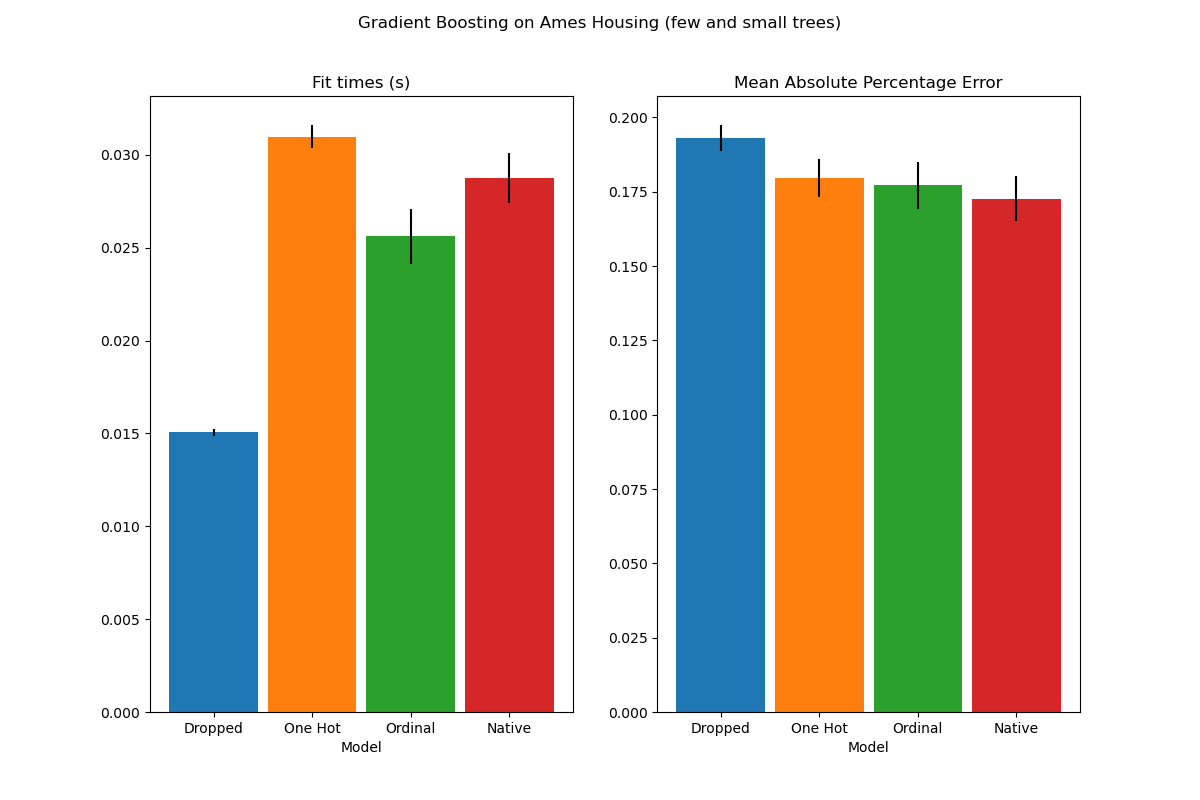 Gradient Boosting on Ames Housing (few and small trees)
Fit times (s)
0.030
0.025
0.020
0.015
0.010
0.005
0.000
Dropped One Hot Ordinal Native
Model
Mean Absolute Percentage Error
0.200
0.175
0.150
0.125
0.100
0.075
0.050
0.025
0.000
Dropped One Hot Ordinal Native
Model